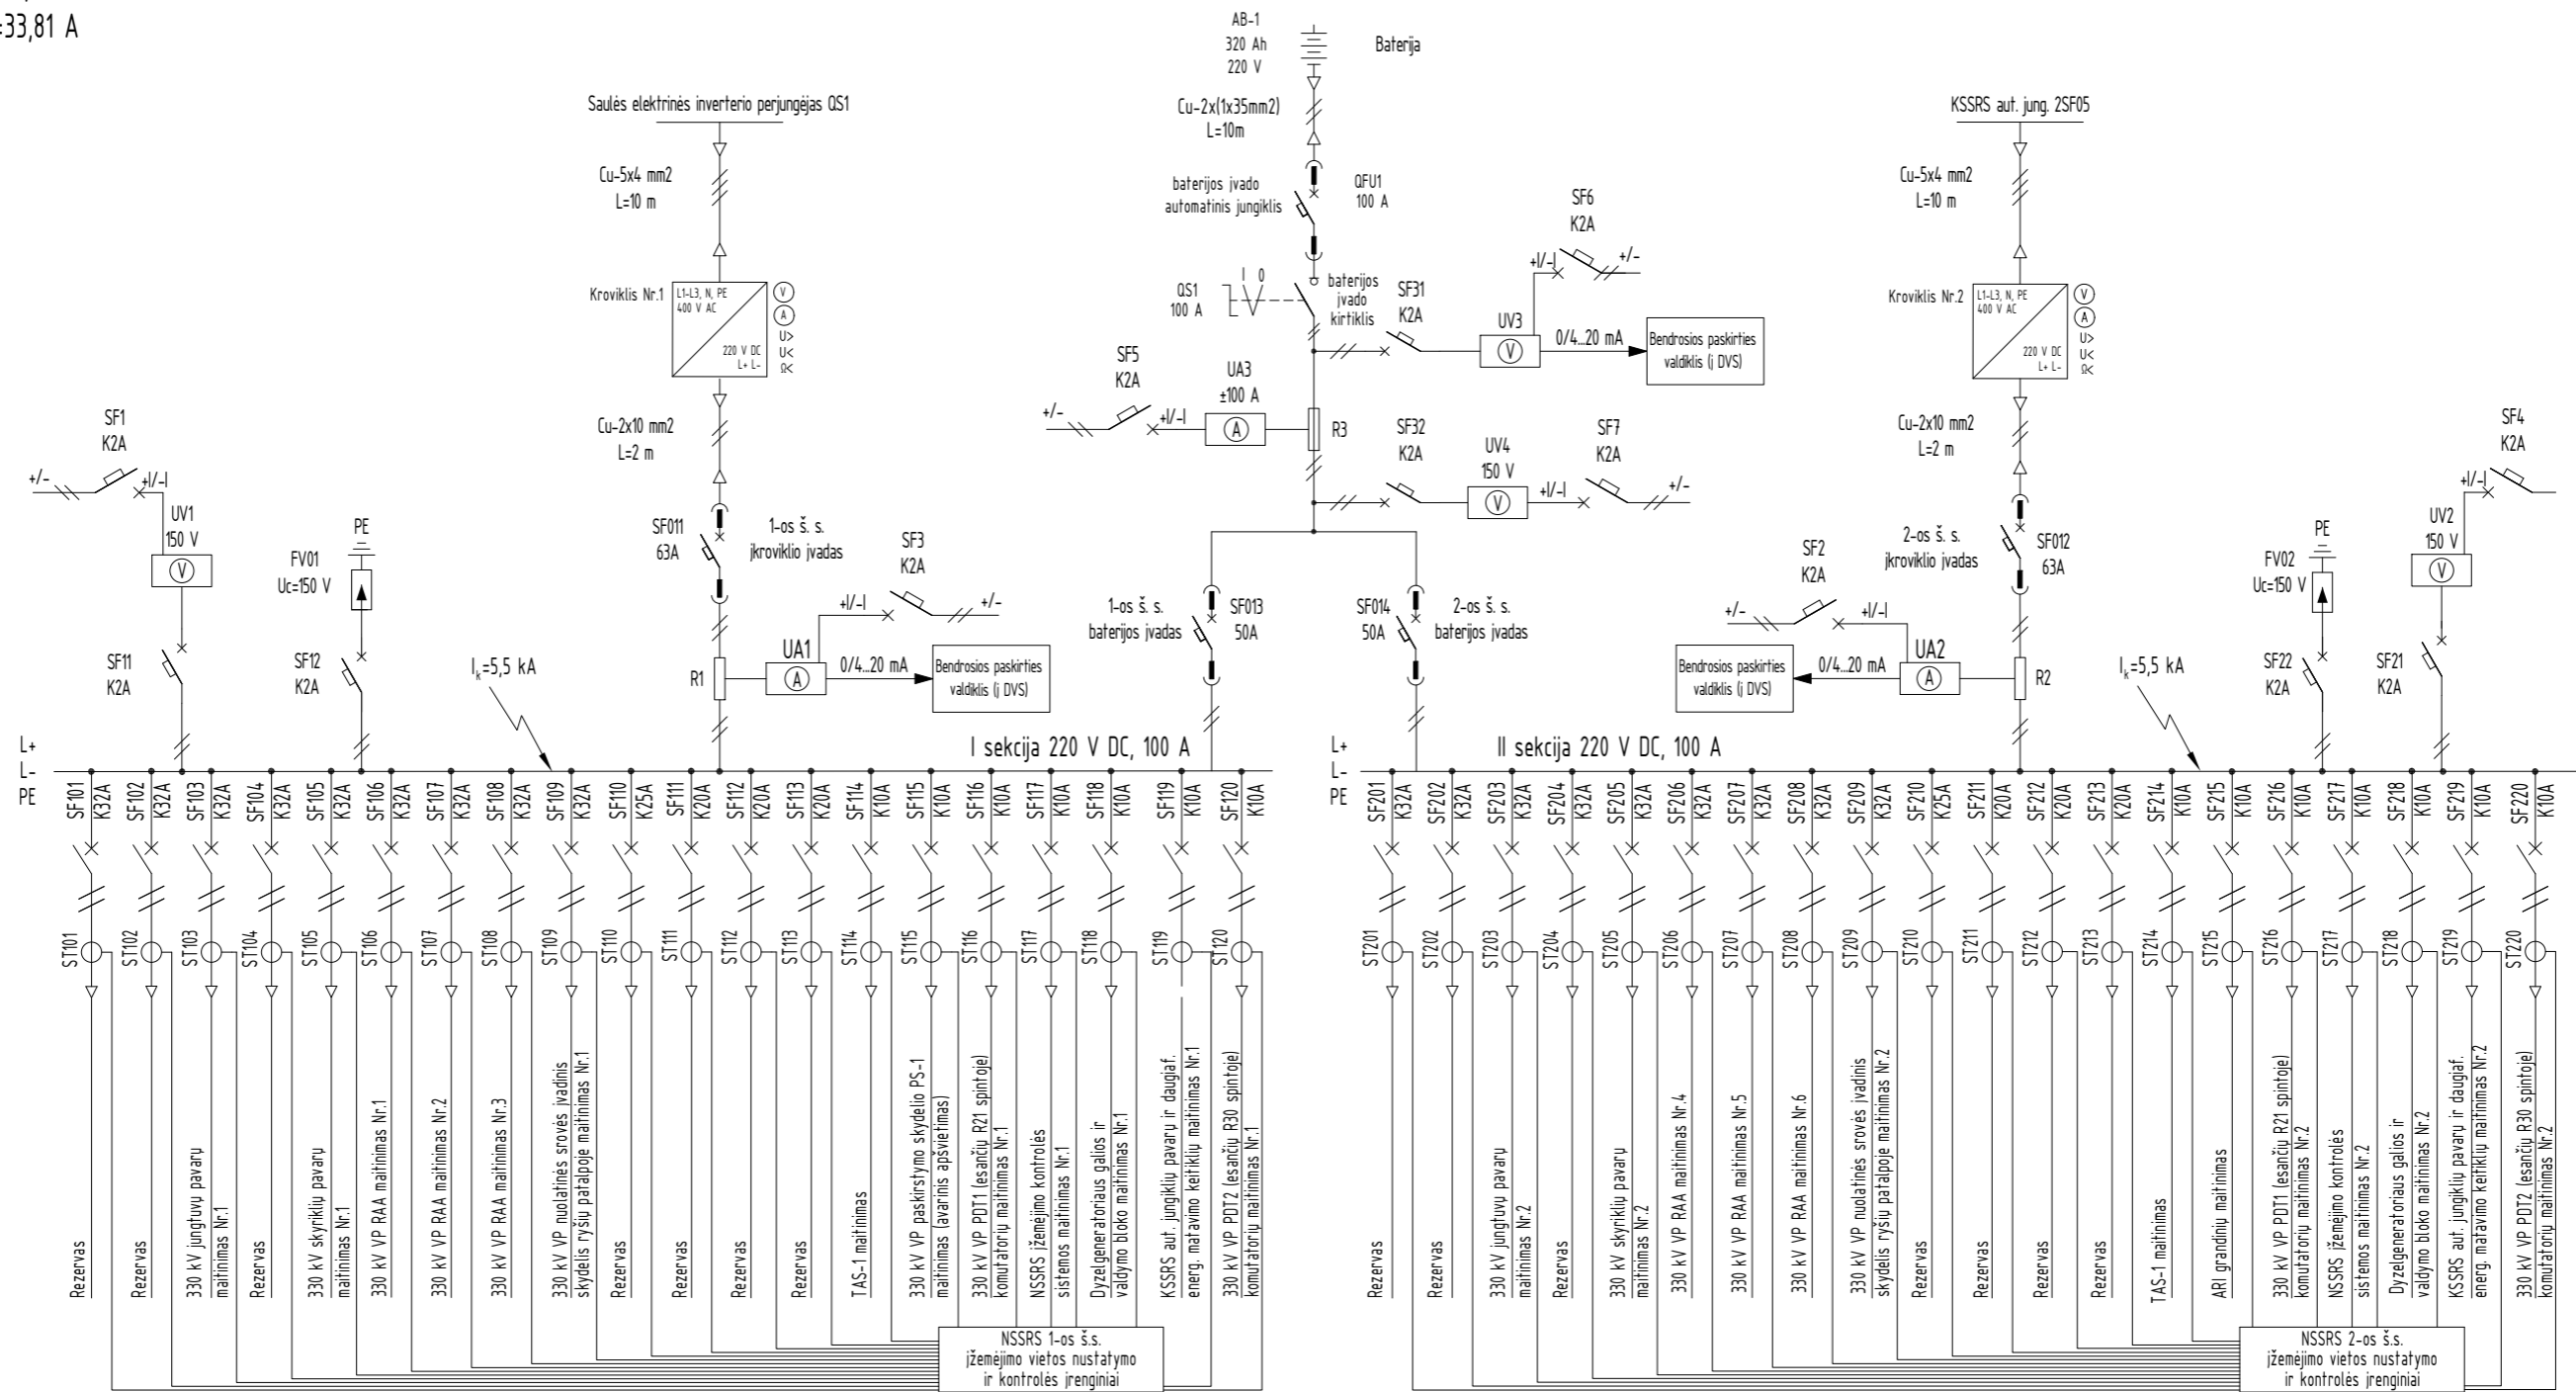 =33,81 A
AB-1
320 Ah
220 V
Baterija
Cu-2x(1x35mm2)
L=10m
Saulės elektrinės inverterio perjungėjas QS1
KSSRS aut. jung. 2SF05
Cu-5x4 mm2
L=10 m
baterijos įvado
automatinis jungiklis
QFU1
100 A
SF6
K2A
Cu-5x4 mm2
L=10 m
+I/-I
+/-
Kroviklis Nr.1
L1-L3, N, PE
400 V AC
220 V DC
L+ L-
V
A
U>
U<
Ω<
QS1
100 A
I 0
baterijos
įvado
kirtiklis
SF31
K2A
UV3
V
0/4...20 mA
Bendrosios paskirties
valdiklis (į DVS)
Kroviklis Nr.2
L1-L3, N, PE
400 V AC
220 V DC
L+ L-
V
A
U>
U<
Ω<
SF5
K2A
+/-
+I/-I
UA3
±100 A
A
R3
SF1
K2A
+/-
+I/-I
UV1
150 V
V
Cu-2x10 mm2
L=2 m
SF32
K2A
UV4
150 V
V
+I/-I
SF7
K2A
+/-
Cu-2x10 mm2
L=2 m
SF4
K2A
+I/-I
UV2
150 V
V
PE
FV01
Uc=150 V
SF011
63A
1-os š. s.
įkroviklio įvadas
SF3
K2A
+I/-I
+/-
SF2
K2A
+/-
+I/-I
2-os š. s.
įkroviklio įvadas
SF012
63A
PE
FV02
Uc=150 V
SF11
K2A
SF12
K2A
Ik=5,5 kA
R1
UA1
A
0/4...20 mA
Bendrosios paskirties
valdiklis (į DVS)
1-os š. s.
baterijos įvadas
SF013
50A
SF014
50A
2-os š. s.
baterijos įvadas
Bendrosios paskirties
valdiklis (į DVS)
0/4...20 mA
UA2
A
R2
Ik=5,5 kA
SF22
K2A
SF21
K2A
L+
L-
PE
I sekcija 220 V DC, 100 A
L+
L-
PE
II sekcija 220 V DC, 100 A
SF101
K32A
SF102
K32A
SF103
K32A
SF104
K32A
SF105
K32A
SF106
K32A
SF107
K32A
SF108
K32A
SF109
K32A
SF110
K25A
SF111
K20A
SF112
K20A
SF113
K20A
SF114
K10A
SF115
K10A
SF116
K10A
SF117
K10A
SF118
K10A
SF119
K10A
SF120
K10A
SF201
K32A
SF202
K32A
SF203
K32A
SF204
K32A
SF205
K32A
SF206
K32A
SF207
K32A
SF208
K32A
SF209
K32A
SF210
K25A
SF211
K20A
SF212
K20A
SF213
K20A
SF214
K10A
SF215
K10A
SF216
K10A
SF217
K10A
SF218
K10A
SF219
K10A
SF220
K10A
ST101
ST102
ST103
ST104
ST105
ST106
ST107
ST108
ST109
ST110
ST111
ST112
ST113
ST114
ST115
ST116
ST117
ST118
ST119
ST120
ST201
ST202
ST203
ST204
ST205
ST206
ST207
ST208
ST209
ST210
ST211
ST212
ST213
ST214
ST215
ST216
ST217
ST218
ST219
ST220
Rezervas
Rezervas
330 kV jungtuvų pavarų
maitinimas Nr.1
Rezervas
330 kV skyriklių pavarų
maitinimas Nr.1
330 kV VP RAA maitinimas Nr.1
330 kV VP RAA maitinimas Nr.2
330 kV VP RAA maitinimas Nr.3
330 kV VP nuolatinės srovės įvadinis
skydelis ryšių patalpoje maitinimas Nr.1
Rezervas
Rezervas
Rezervas
Rezervas
TAS-1 maitinimas
330 kV VP paskirstymo skydelio PS-1
maitinimas (avarinis apšvietimas)
330 kV VP PDT1 (esančių R21 spintoje)
komutatorių maitinimas Nr.1
NSSRS įžemėjimo kontrolės
sistemos maitinimas Nr.1
Dyzelgeneratoriaus galios ir
valdymo bloko maitinimas Nr.1
KSSRS aut. jungiklių pavarų ir daugiaf.
energ. matavimo keitiklių maitinimas Nr.1
330 kV VP PDT2 (esančių R30 spintoje)
komutatorių maitinimas Nr.1
Rezervas
Rezervas
330 kV jungtuvų pavarų
maitinimas Nr.2
Rezervas
330 kV skyriklių pavarų
maitinimas Nr.2
330 kV VP RAA maitinimas Nr.4
330 kV VP RAA maitinimas Nr.5
330 kV VP RAA maitinimas Nr.6
330 kV VP nuolatinės srovės įvadinis
skydelis ryšių patalpoje maitinimas Nr.2
Rezervas
Rezervas
Rezervas
Rezervas
TAS-1 maitinimas
ARI grandinių maitinimas
330 kV VP PDT1 (esančių R21 spintoje)
komutatorių maitinimas Nr.2
NSSRS įžemėjimo kontrolės
sistemos maitinimas Nr.2
Dyzelgeneratoriaus galios ir
valdymo bloko maitinimas Nr.2
KSSRS aut. jungiklių pavarų ir daugiaf.
energ. matavimo keitiklių maitinimas Nr.2
330 kV VP PDT2 (esančių R30 spintoje)
komutatorių maitinimas Nr.2
NSSRS 1-os š.s.
įžemėjimo vietos nustatymo
ir kontrolės įrenginiai
NSSRS 2-os š.s.
įžemėjimo vietos nustatymo
ir kontrolės įrenginiai